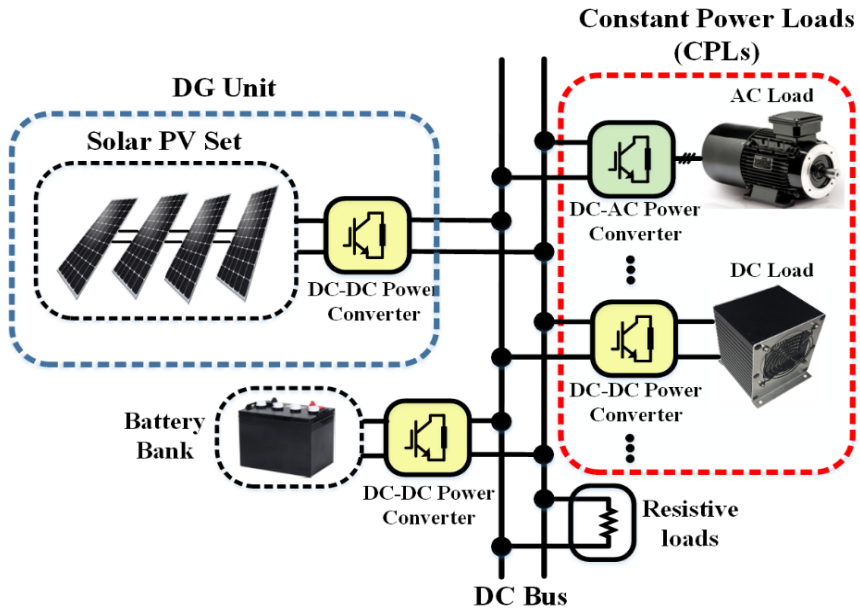 Constant Power Loads
(CPLs)
DG Unit
AC Load
Solar PV Set
DC-AC Power
Converter
DC-DC Power
Converter
DC Load
DC-DC Power
Converter
Battery
Bank
DC-DC Power
Converter
Resistive
loads
DC Bus